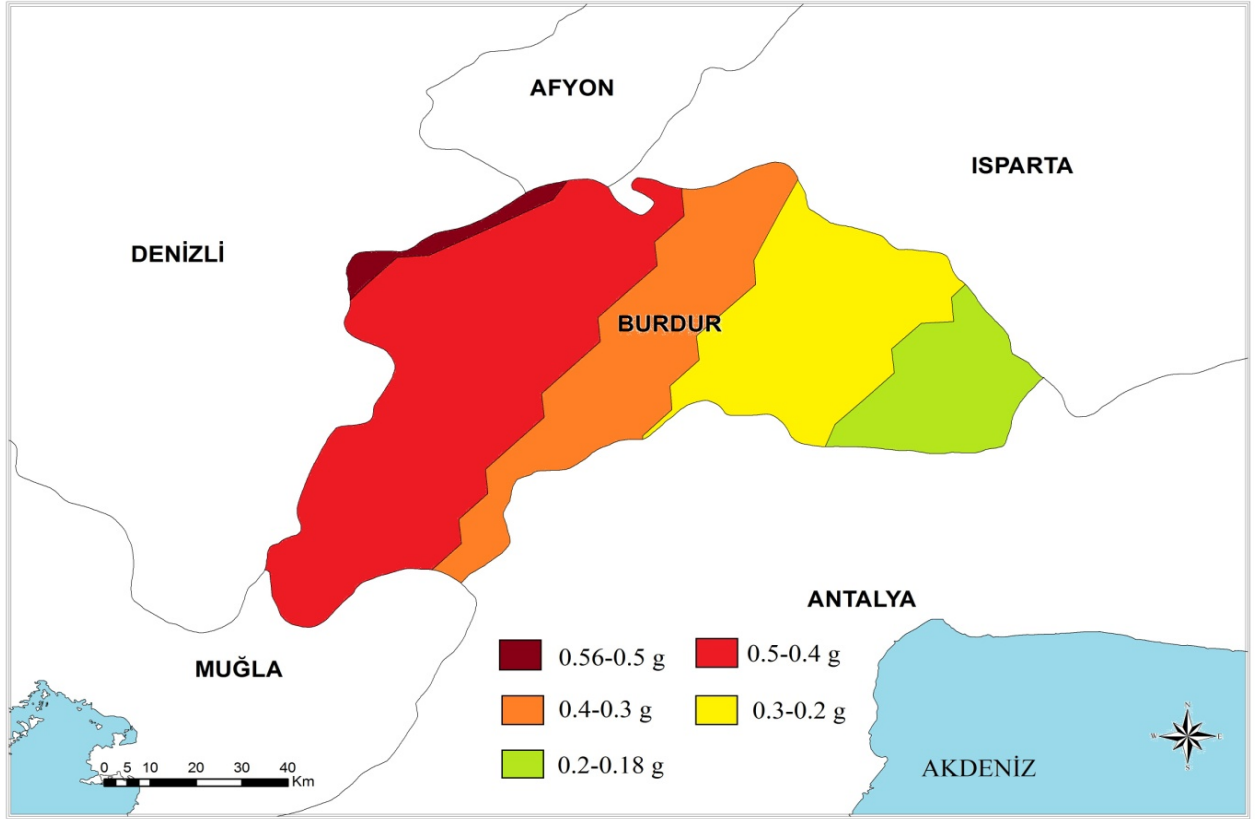 AFYON
ISPARTA
DENİZLİ
BURDUR
ANTALYA
MUĞLA
0.56-0.5 g
0.5-0.4 g
0.4-0.3 g
0.3-0.2 g
0.2-0.18 g
0 5 10 20 30 40
Km
AKDENİZ
N
W E
S